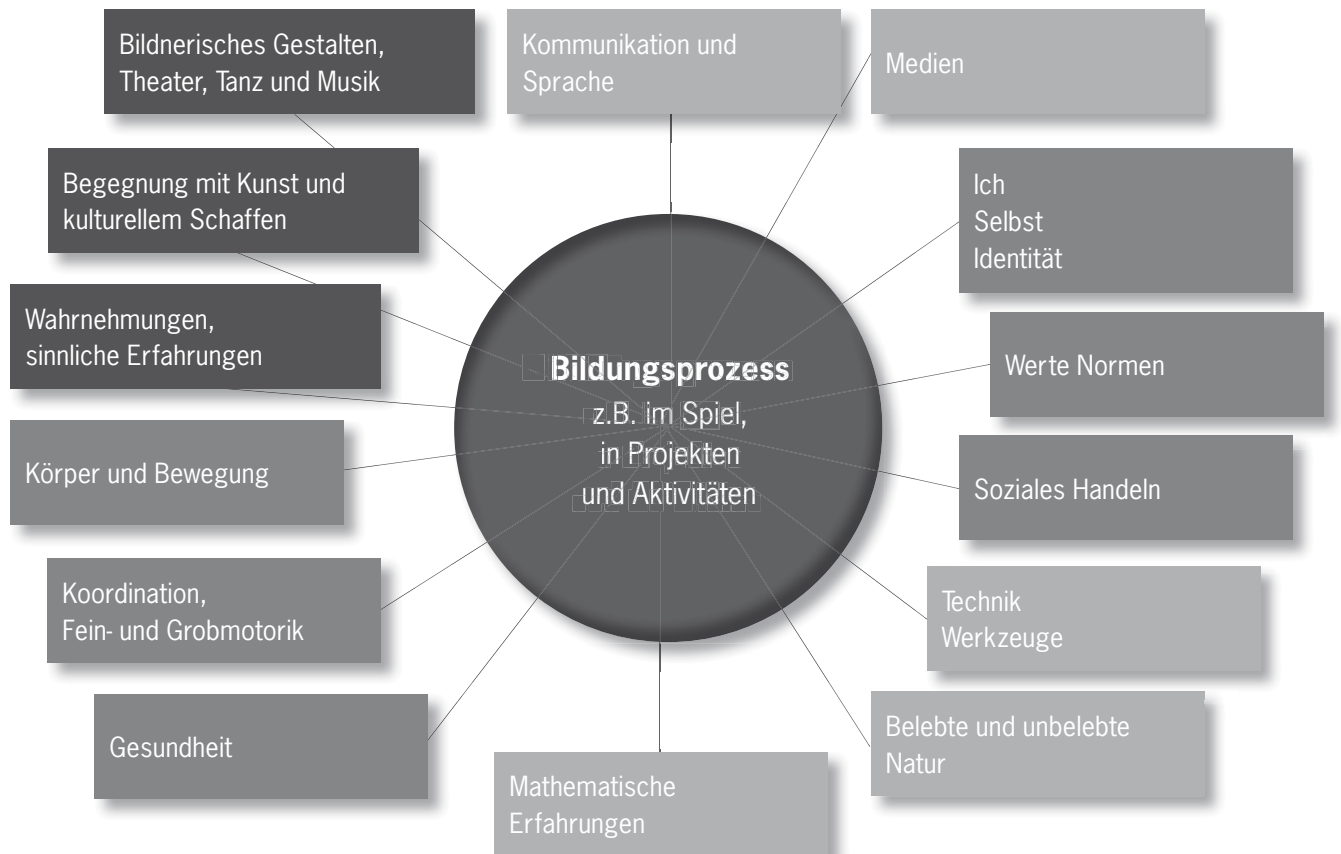 Bildnerisches Gestalten,
Theater, Tanz und Musik
Kommunikation und
Sprache
Medien
Begegnung mit Kunst und
kulturellem Schaffen
Ich
Selbst
Identität
Wahrnehmungen,
sinnliche Erfahrungen
Werte Normen
Bildungsprozess
z.B. im Spiel,
in Projekten
und Aktivitäten
Körper und Bewegung
Soziales Handeln
Koordination,
Fein- und Grobmotorik
Technik
Werkzeuge
Gesundheit
Belebte und unbelebte
Natur
Mathematische
Erfahrungen